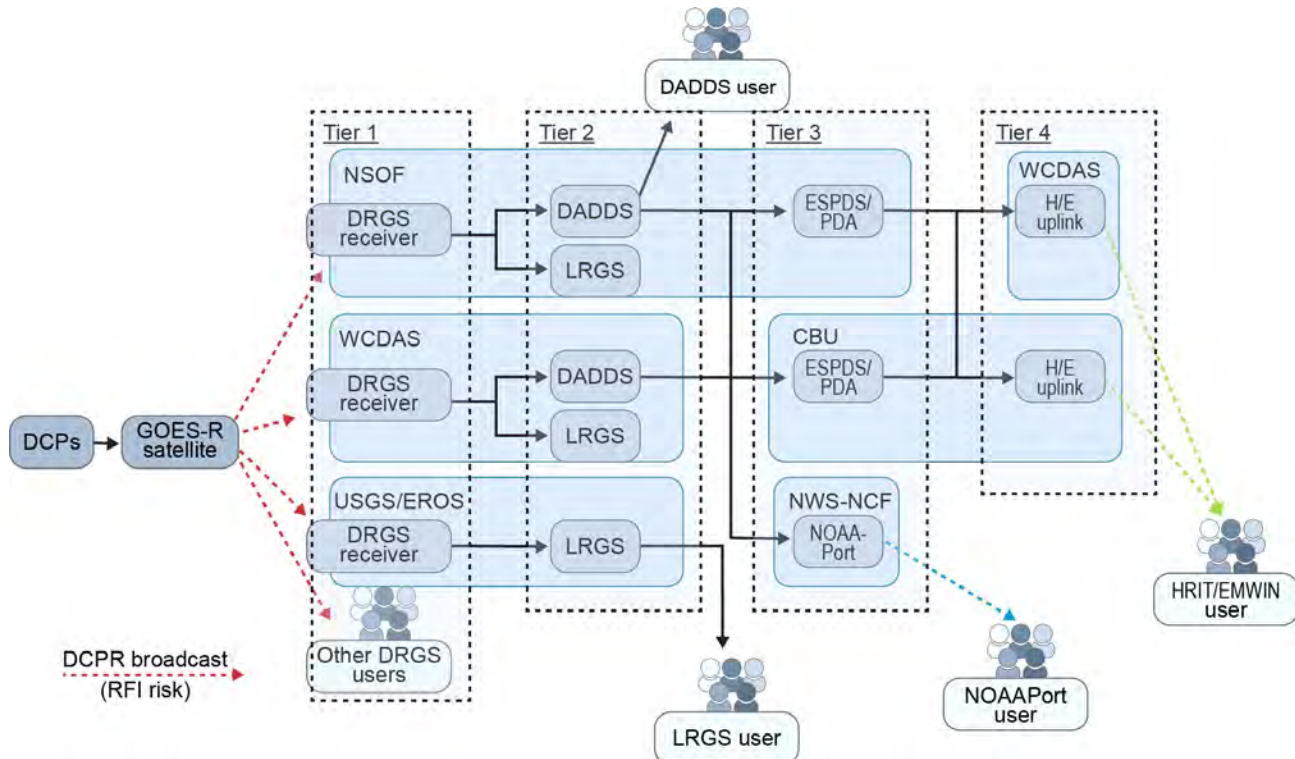 DADDS user
Tier 1
Tier 2
Tier 3
Tier 4
NSOF
DRGS
receiver
DADDS
LRGS
ESPDS/
PDA
WCDAS
H/E
uplink
WCDAS
DRGS
receiver
DADDS
LRGS
CBU
ESPDS/
PDA
H/E
uplink
DCPs
GOES-R
satellite
USGS/EROS
DRGS
receiver
LRGS
NWS-NCF
NOAA-
Port
HRIT/EMWIN
user
Other DRGS
users
DCPR broadcast
(RFI risk)
NOAAPort
user
LRGS user